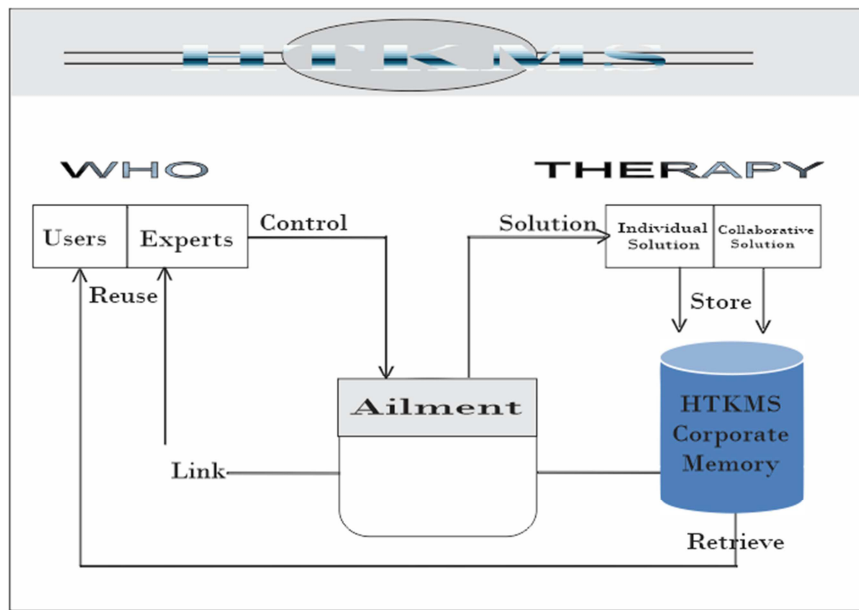 HTKMS
WHO
THERAPY
Users
Experts
Control
Solution
Individual
Solution
Collaborative
Solution
Reuse
Store
Ailment
HTKMS
Corporate
Memory
Link
Retrieve